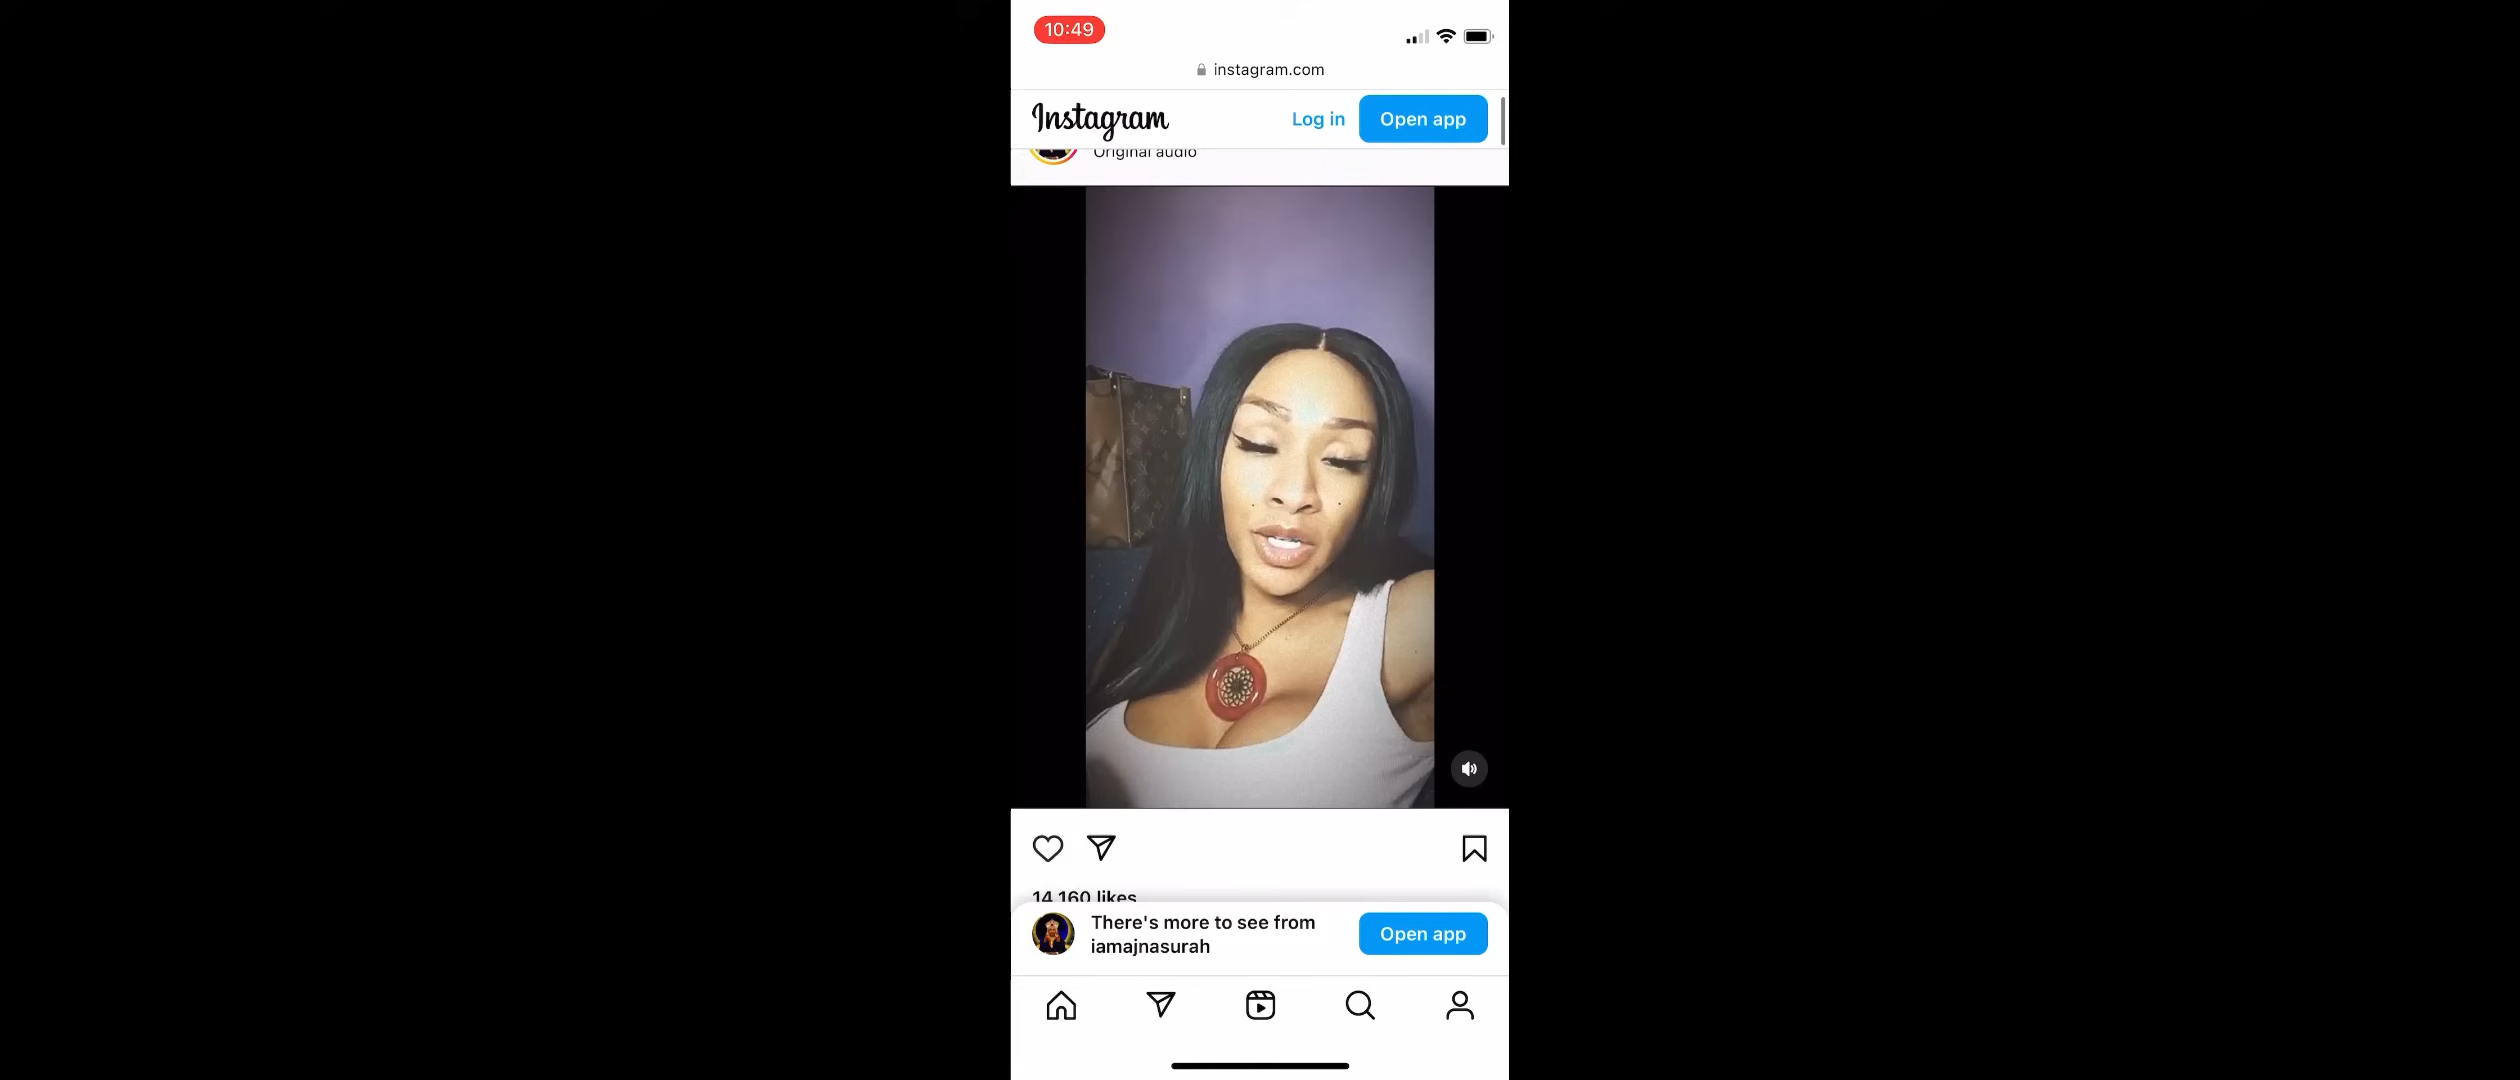 10:49
instagram.com
Instagram
Log in
Open app
Original audio
14,160 likes
There's more to see from
iamajnasurah
Open app